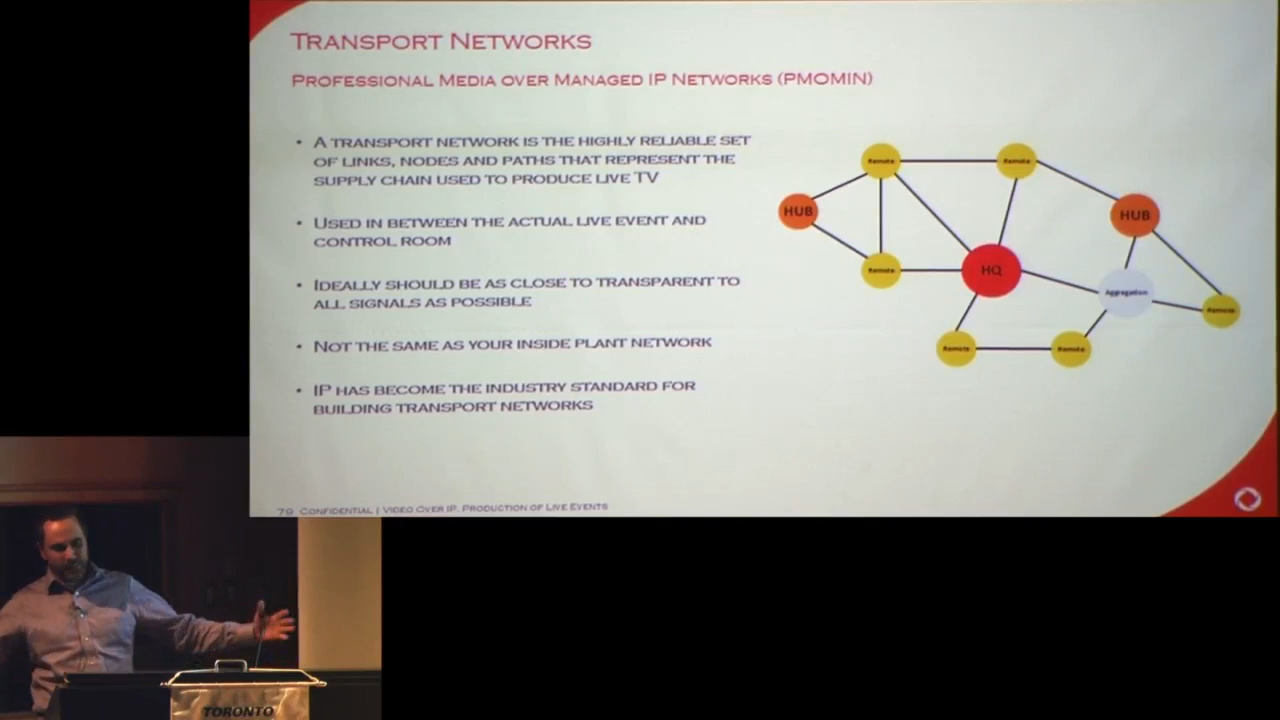 TRANSPORT NETWORKS
PROFESSIONAL MEDIA OVER MANAGED IP NETWORKS (PMOMIN)
• A TRANSPORT NETWORK IS THE HIGHLY RELIABLE SET
OF LINKS, NODES AND PATHS THAT REPRESENT THE
SUPPLY CHAIN USED TO PRODUCE LIVE TV
• USED IN BETWEEN THE ACTUAL LIVE EVENT AND
CONTROL ROOM
• IDEALLY SHOULD BE AS CLOSE TO TRANSPARENT TO
ALL SIGNALS AS POSSIBLE
• NOT THE SAME AS YOUR INSIDE PLANT NETWORK
• IP HAS BECOME THE INDUSTRY STANDARD FOR
BUILDING TRANSPORT NETWORKS
Remote
Remote
HUB
HUB
Remote
HQ
Aggregation
Remote
Remote
Remote
79 CONFIDENTIAL | VIDEO OVER IP, PRODUCTION OF LIVE EVENTS
TORONTO